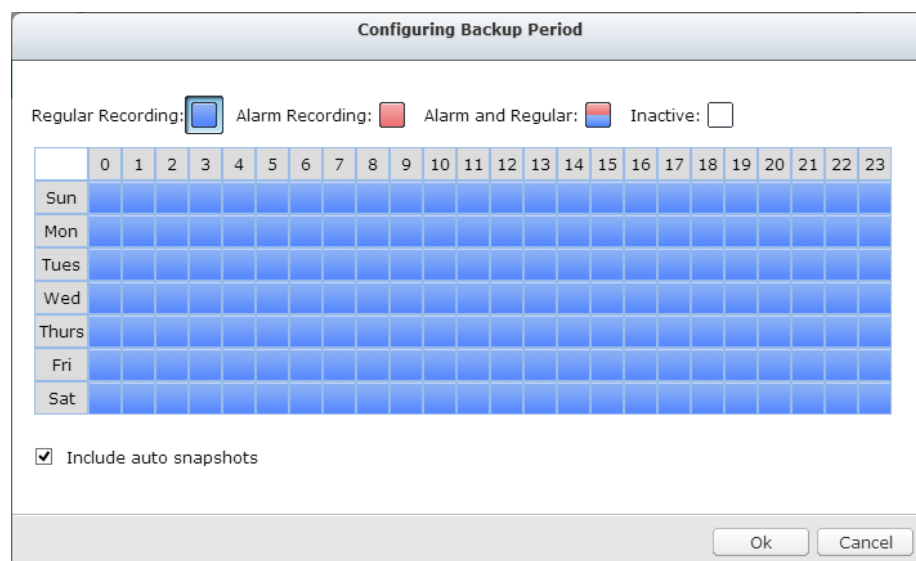 Configuring Backup Period
Regular Recording: Alarm Recording: Alarm and Regular: Inactive:
0 1 2 3 4 5 6 7 8 9 10 11 12 13 14 15 16 17 18 19 20 21 22 23
Sun
Mon
Tues
Wed
Thurs
Fri
Sat
Include auto snapshots
Ok Cancel